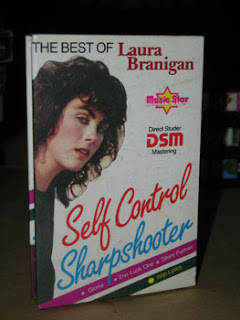 THE BEST OF Laura
Branigan
Music Star
Direct Studer
DSM
Mastering
Self Control
Sharpshooter
• Gloria • The Lucky One • Silent Partner
• With Lyrics